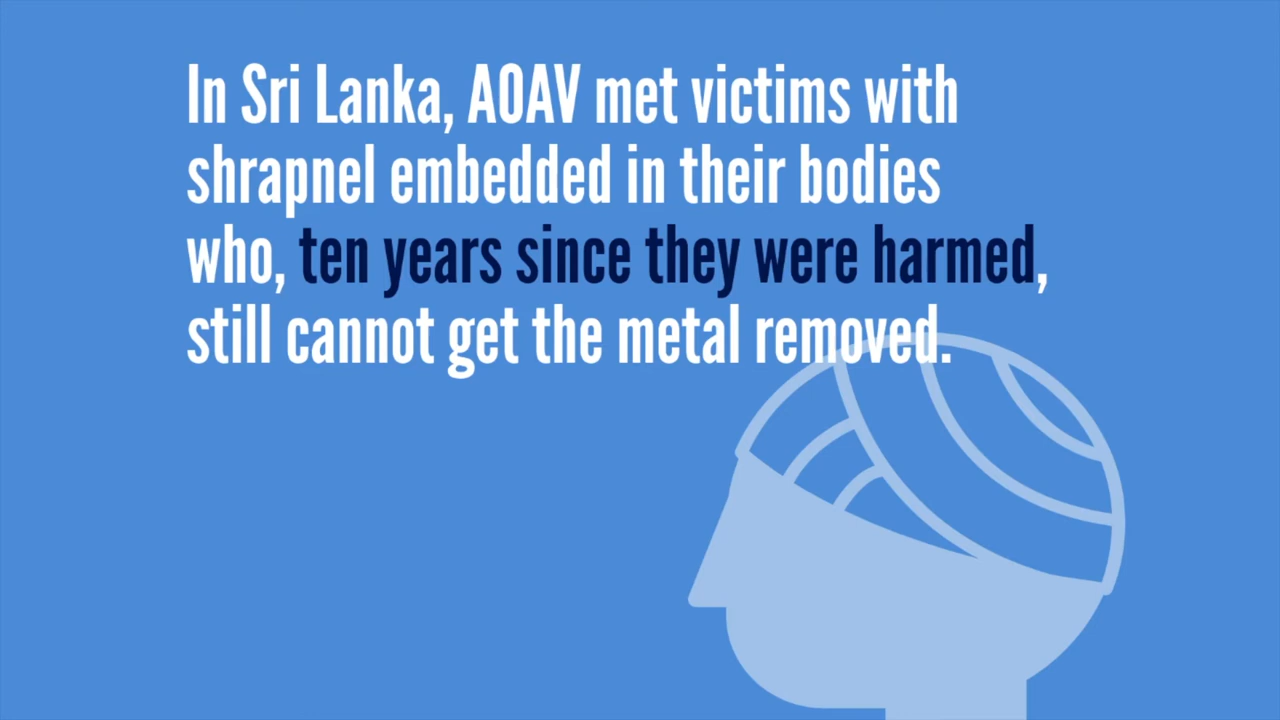 In Sri Lanka, AOAV met victims with
shrapnel embedded in their bodies
who, ten years since they were harmed,
still cannot get the metal removed.